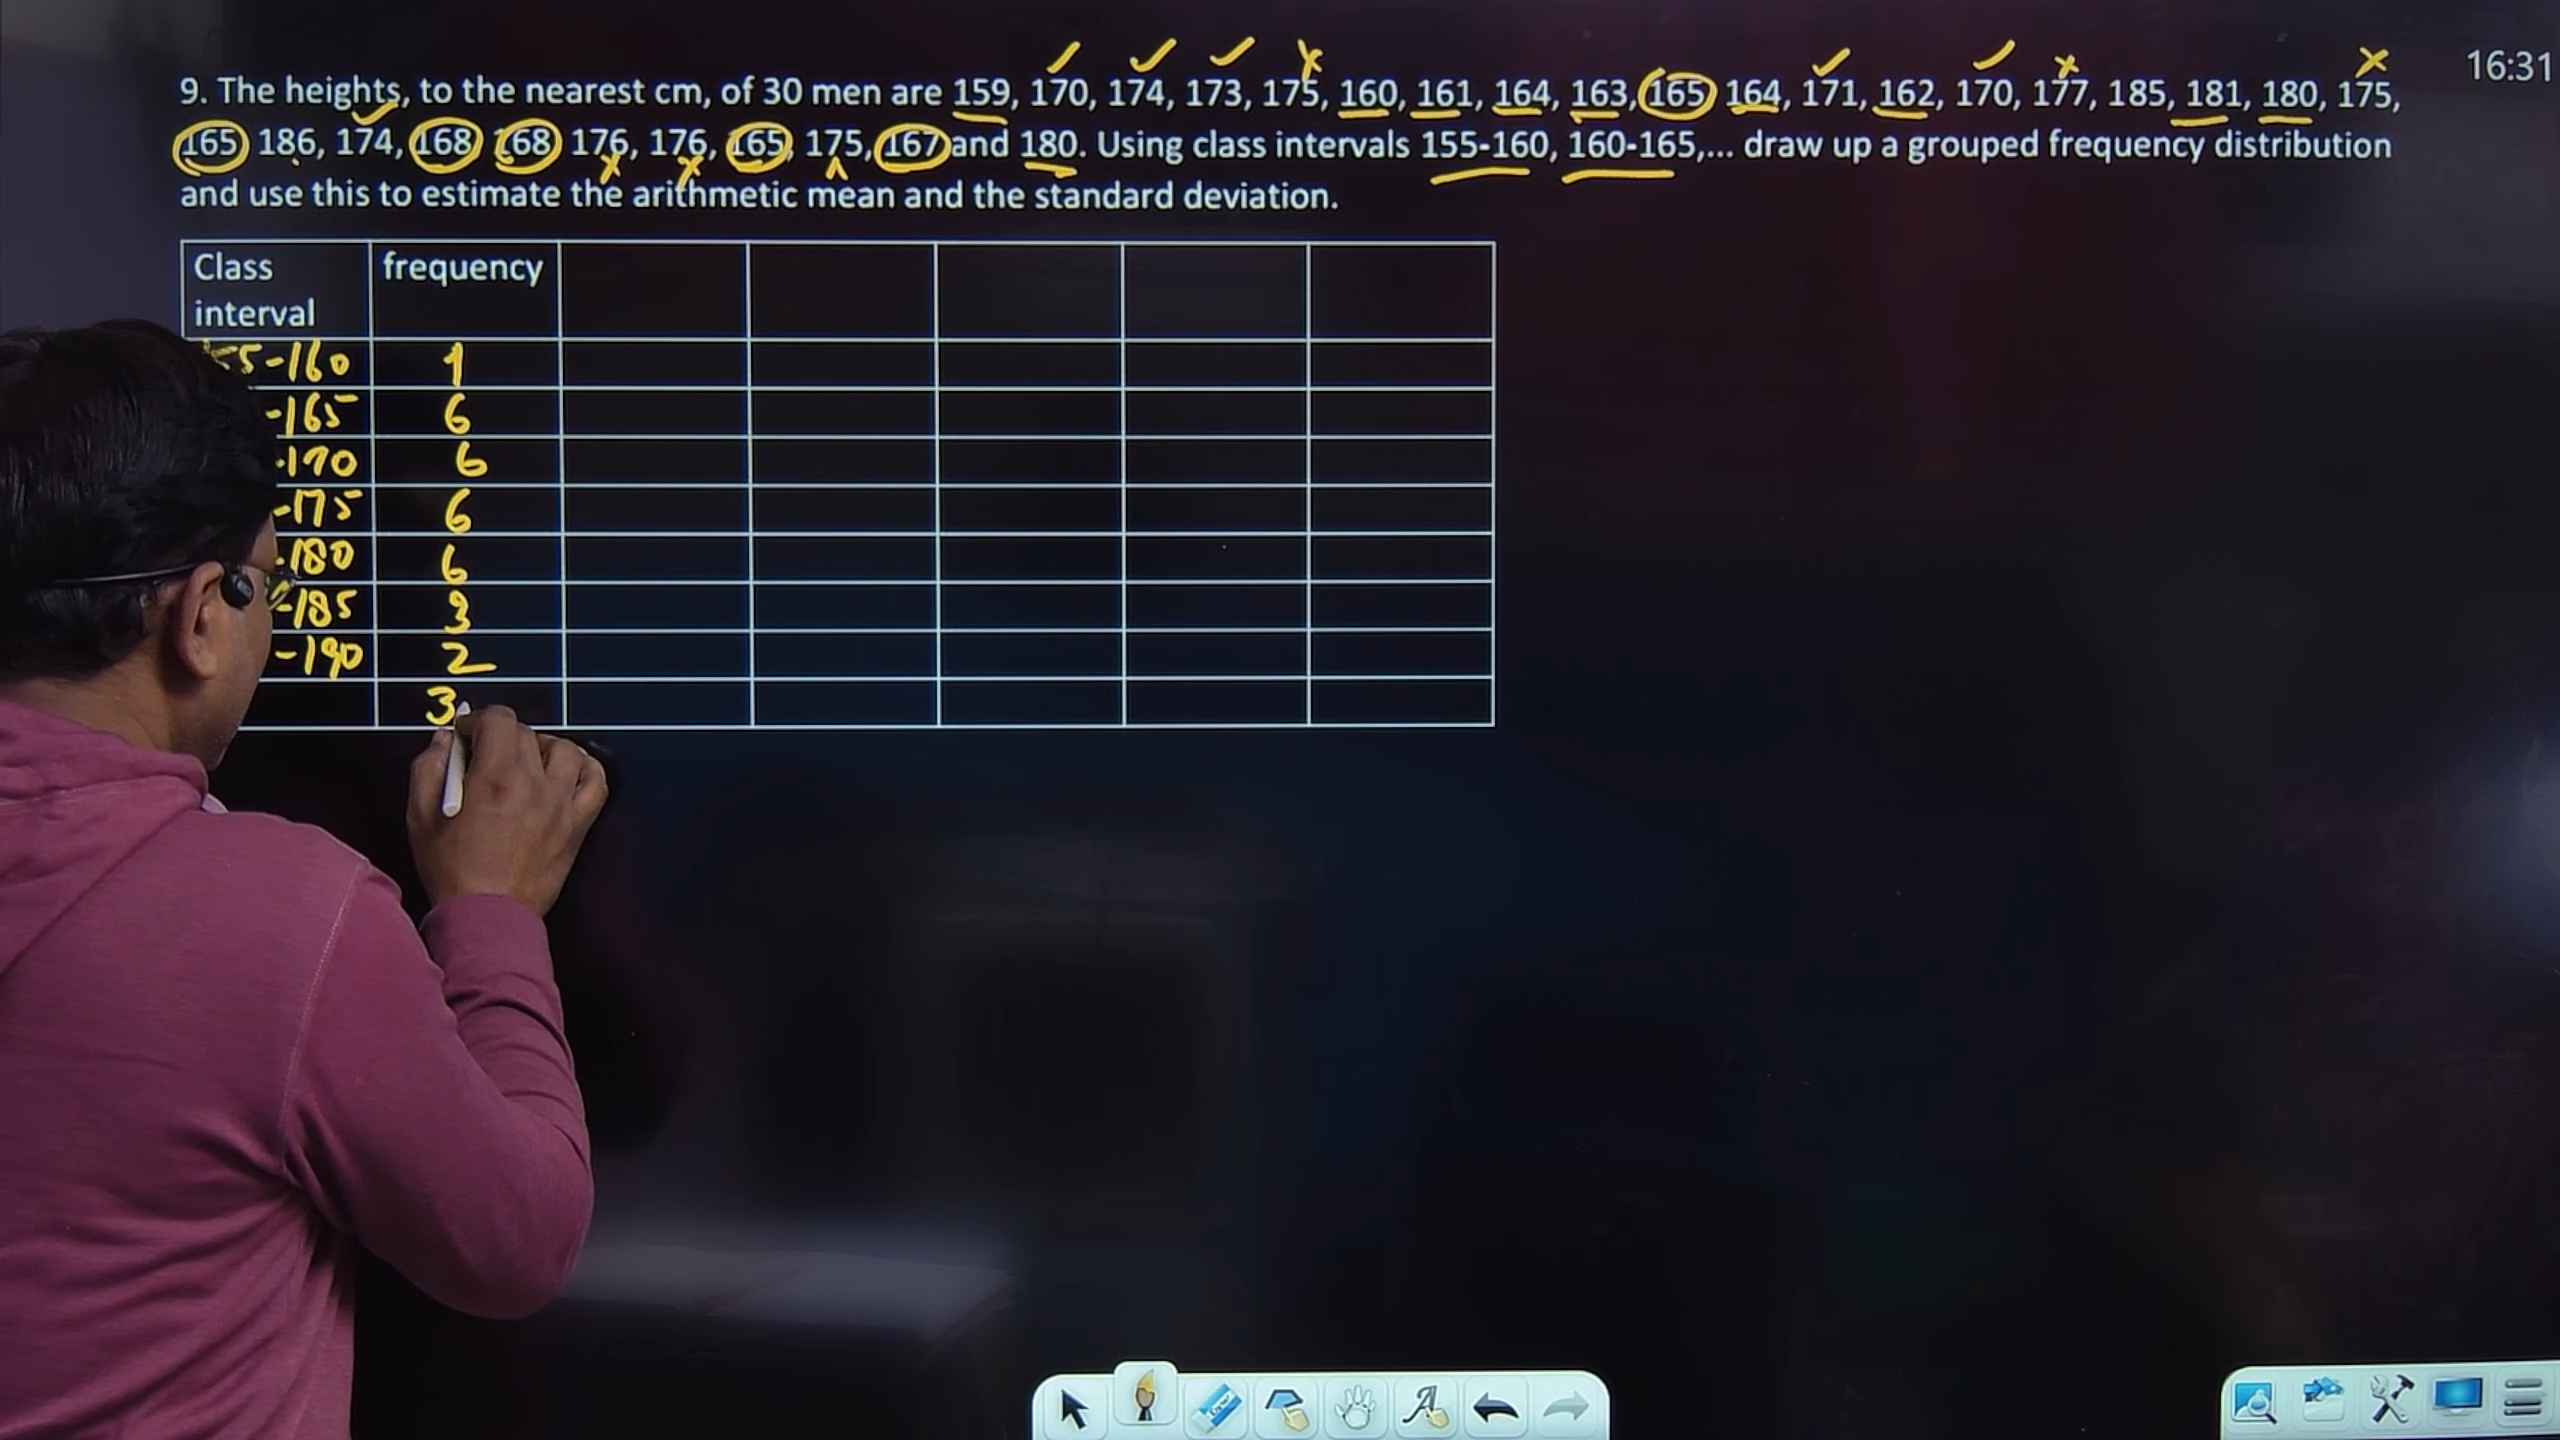 16:31
9. The heights, to the nearest cm, of 30 men are 159, 170, 174, 173, 175, 160, 161, 164, 163, 165 164, 171, 162, 170, 177, 185, 181, 180, 175,
165 186, 174, 168 168 176, 176, 165, 175, 167 and 180. Using class intervals 155-160, 160-165,... draw up a grouped frequency distribution
and use this to estimate the arithmetic mean and the standard deviation.
Class interval frequency
55-160 1
-165 6
-170 6
-175 6
-180 6
-185 3
-190 2
3